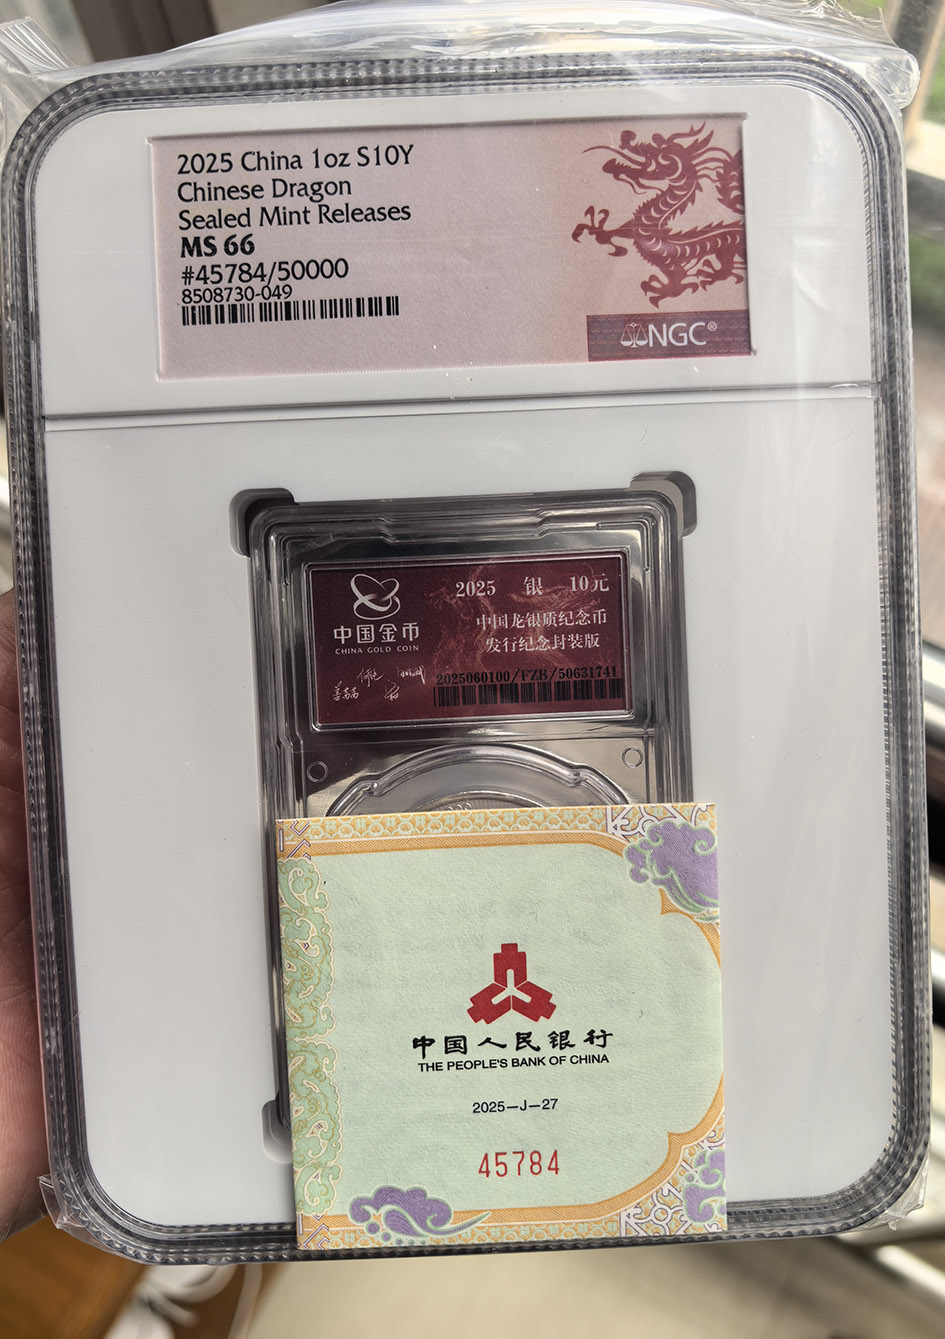 2025 China 1oz S10Y
Chinese Dragon
Sealed Mint Releases
MS 66
#45784/50000
8508730-049
NGC®
中国金币
CHINA GOLD COIN
2025 银 10元
中国龙银质纪念币
发行纪念封装版
2025060100/FZR/50631741
中国人民银行
THE PEOPLE'S BANK OF CHINA
2025—J—27
45784